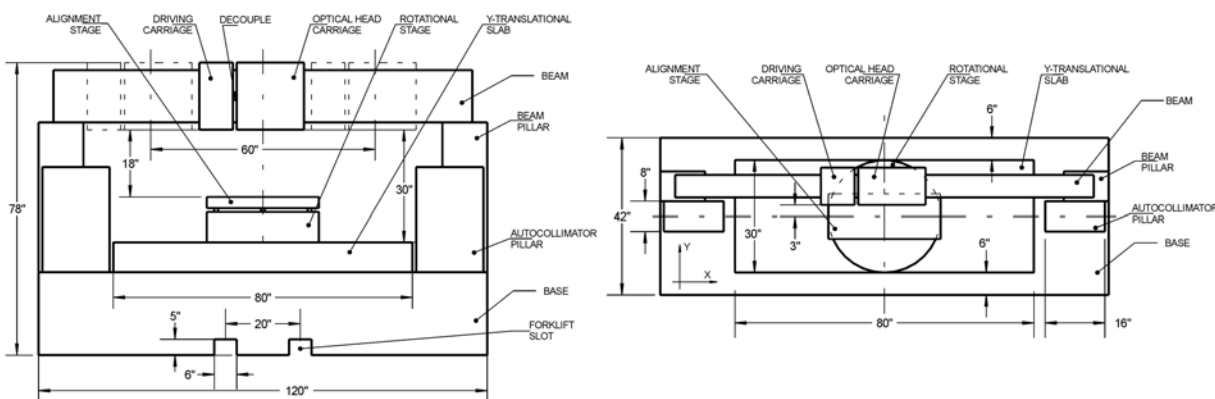 ALIGNMENT
STAGE
DRIVING
CARRIAGE
DECOUPLE
OPTICAL HEAD
CARRIAGE
ROTATIONAL
STAGE
Y-TRANSLATIONAL
SLAB
BEAM
BEAM
PILLAR
60"
18"
30"
78"
AUTOCOLLIMATOR
PILLAR
80"
BASE
5"
20"
FORKLIFT
SLOT
6"
120"
ALIGNMENT
STAGE
DRIVING
CARRIAGE
OPTICAL HEAD
CARRIAGE
ROTATIONAL
STAGE
Y-TRANSLATIONAL
SLAB
6"
BEAM
BEAM
PILLAR
8"
42"
AUTOCOLLIMATOR
PILLAR
30"
3"
6"
BASE
Y
X
80"
16"